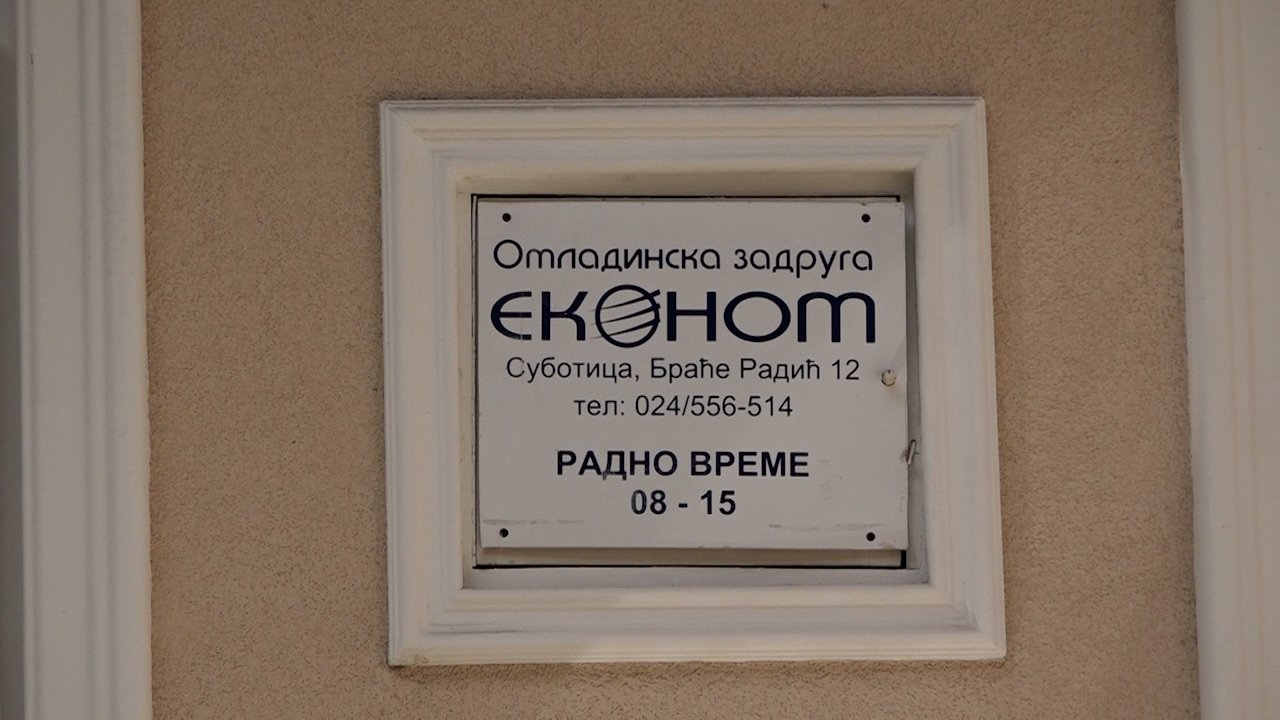 Омладинска задруга
ЕКОНОМ
Суботица, Браће Радић 12
тел: 024/556-514
РАДНО ВРЕМЕ
08 - 15